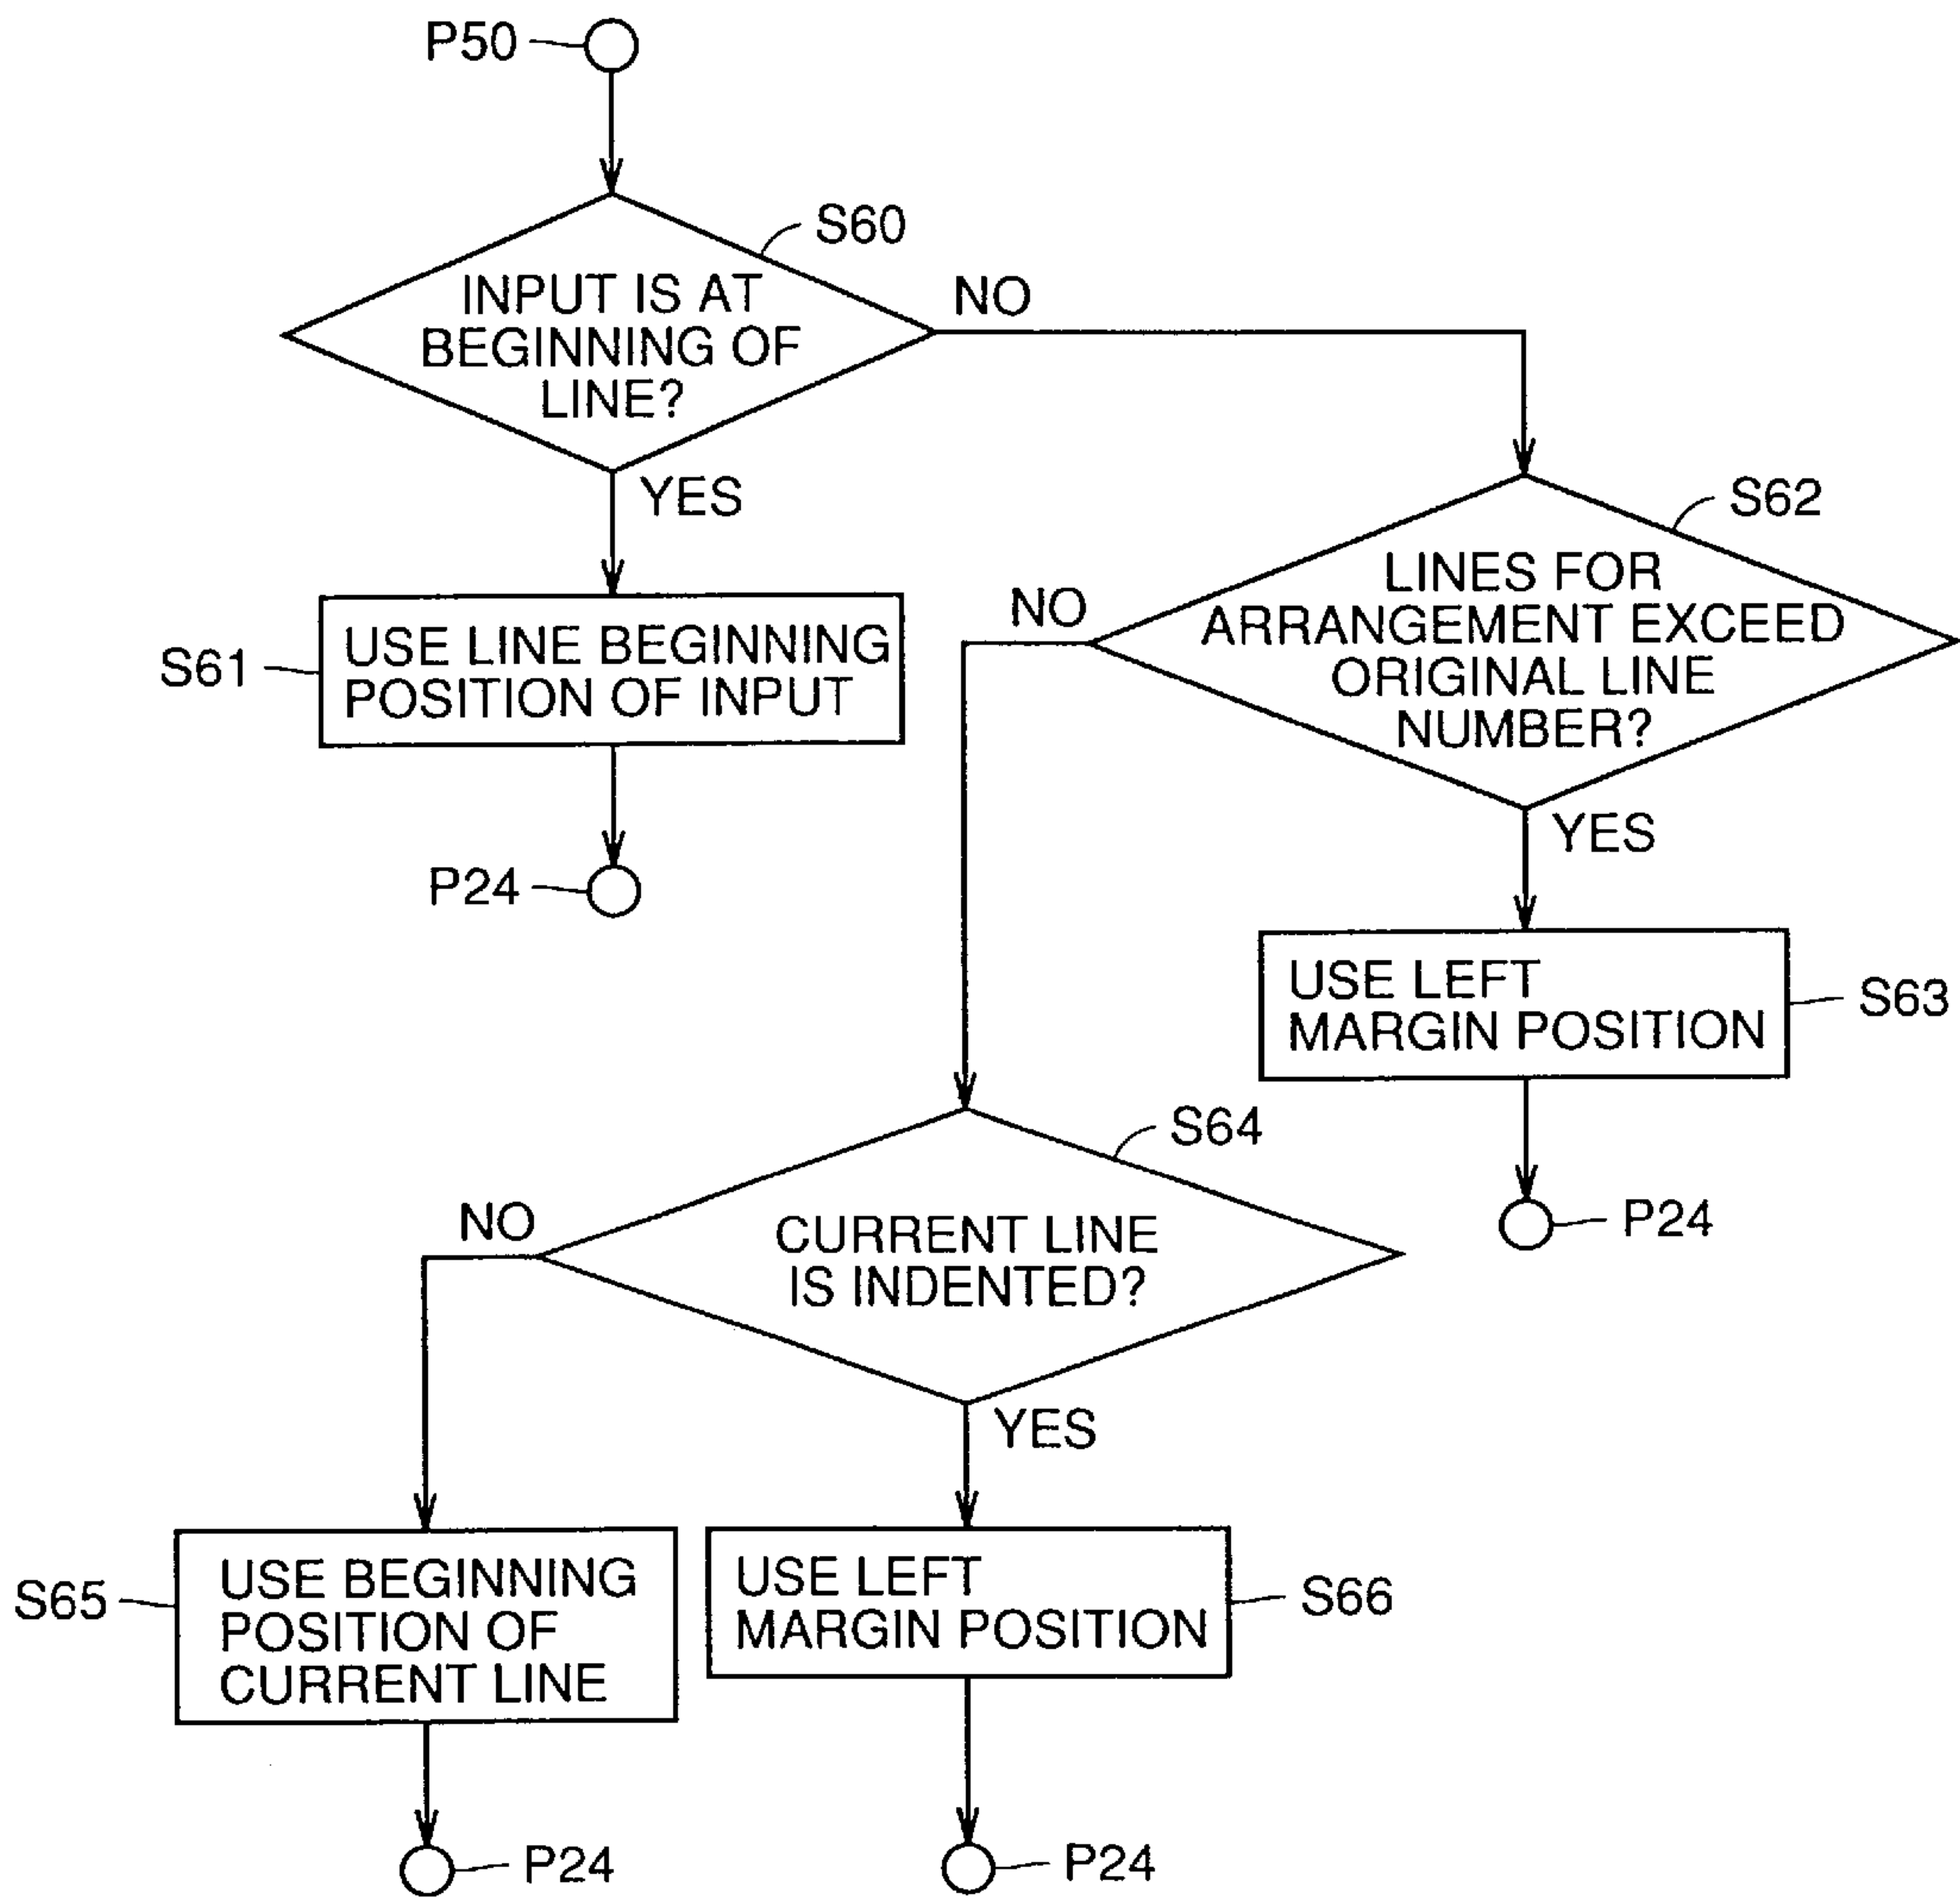 P50
S60
INPUT IS AT
BEGINNING OF
LINE?
NO
YES
S62
LINES FOR
ARRANGEMENT EXCEED
ORIGINAL LINE
NUMBER?
NO
YES
S61
USE LINE BEGINNING
POSITION OF INPUT
P24
USE LEFT
MARGIN POSITION
S63
P24
S64
CURRENT LINE
IS INDENTED?
NO
YES
S65
USE BEGINNING
POSITION OF
CURRENT LINE
USE LEFT
MARGIN POSITION
S66
P24
P24